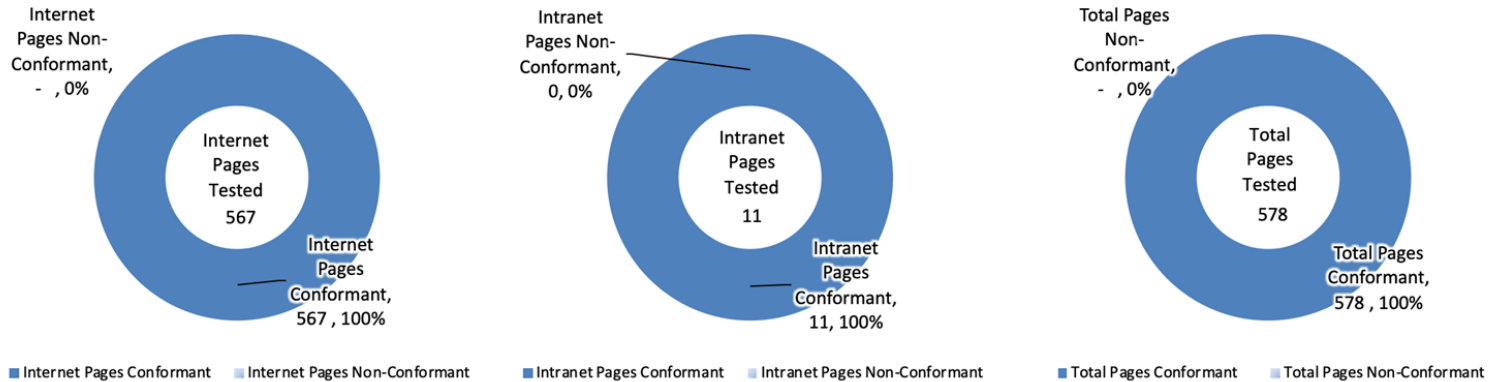 Internet
Pages Non-
Conformant,
- , 0%
Internet
Pages
Tested
567
Internet
Pages
Conformant,
567 , 100%
Internet Pages Conformant
Internet Pages Non-Conformant
Intranet
Pages Non-
Conformant,
0, 0%
Intranet
Pages
Tested
11
Intranet
Pages
Conformant,
11, 100%
Intranet Pages Conformant
Intranet Pages Non-Conformant
Total Pages
Non-
Conformant,
- , 0%
Total
Pages
Tested
578
Total Pages
Conformant,
578 , 100%
Total Pages Conformant
Total Pages Non-Conformant